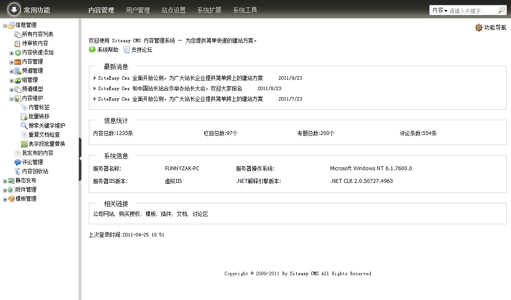 常用功能 内容管理 用户管理 站点设置 系统扩展 系统工具 内容 请输入关键字...
功能导航
信息管理
所有内容列表
待审核内容
内容快速添加
内容管理
频道管理
组管理
频道模型
内容维护
内管标签
批量转移
搜索关键字维护
重复文档检查
表字段批量替换
我发布的内容
评论管理
内容回收站
静态发布
附件管理
模板管理
欢迎使用 Siteasy CMS 内容管理系统 － 为您提供简单快速的建站方案。
系统帮助 支持论坛
最新消息
SiteEasy Cms 全面开始公测，为广大站长企业提供简单网上的建站方案 2011/8/23
SiteEasy Cms 和中国站长站合作举办站长大会，欢迎大家报名 2011/8/23
SiteEasy Cms 全面开始公测，为广大站长企业提供简单网上的建站方案 2011/7/23
信息统计
内容总数:1235条 栏目总数:97个 专题总数:200个 评论条数:554条
系统信息
服务器名称: FUNNYZAK-PC 服务器操作系统: Microsoft Windows NT 6.1.7600.0
服务器IIS版本: 虚拟IIS .NET解释引擎版本: .NET CLR 2.0.50727.4963
相关链接
公司网站、购买授权、模板、插件、文档、讨论区
上次登录时间:2011-04-25 10:51
Copyright © 2009-2011 By Siteasy CMS All Rights Reserved